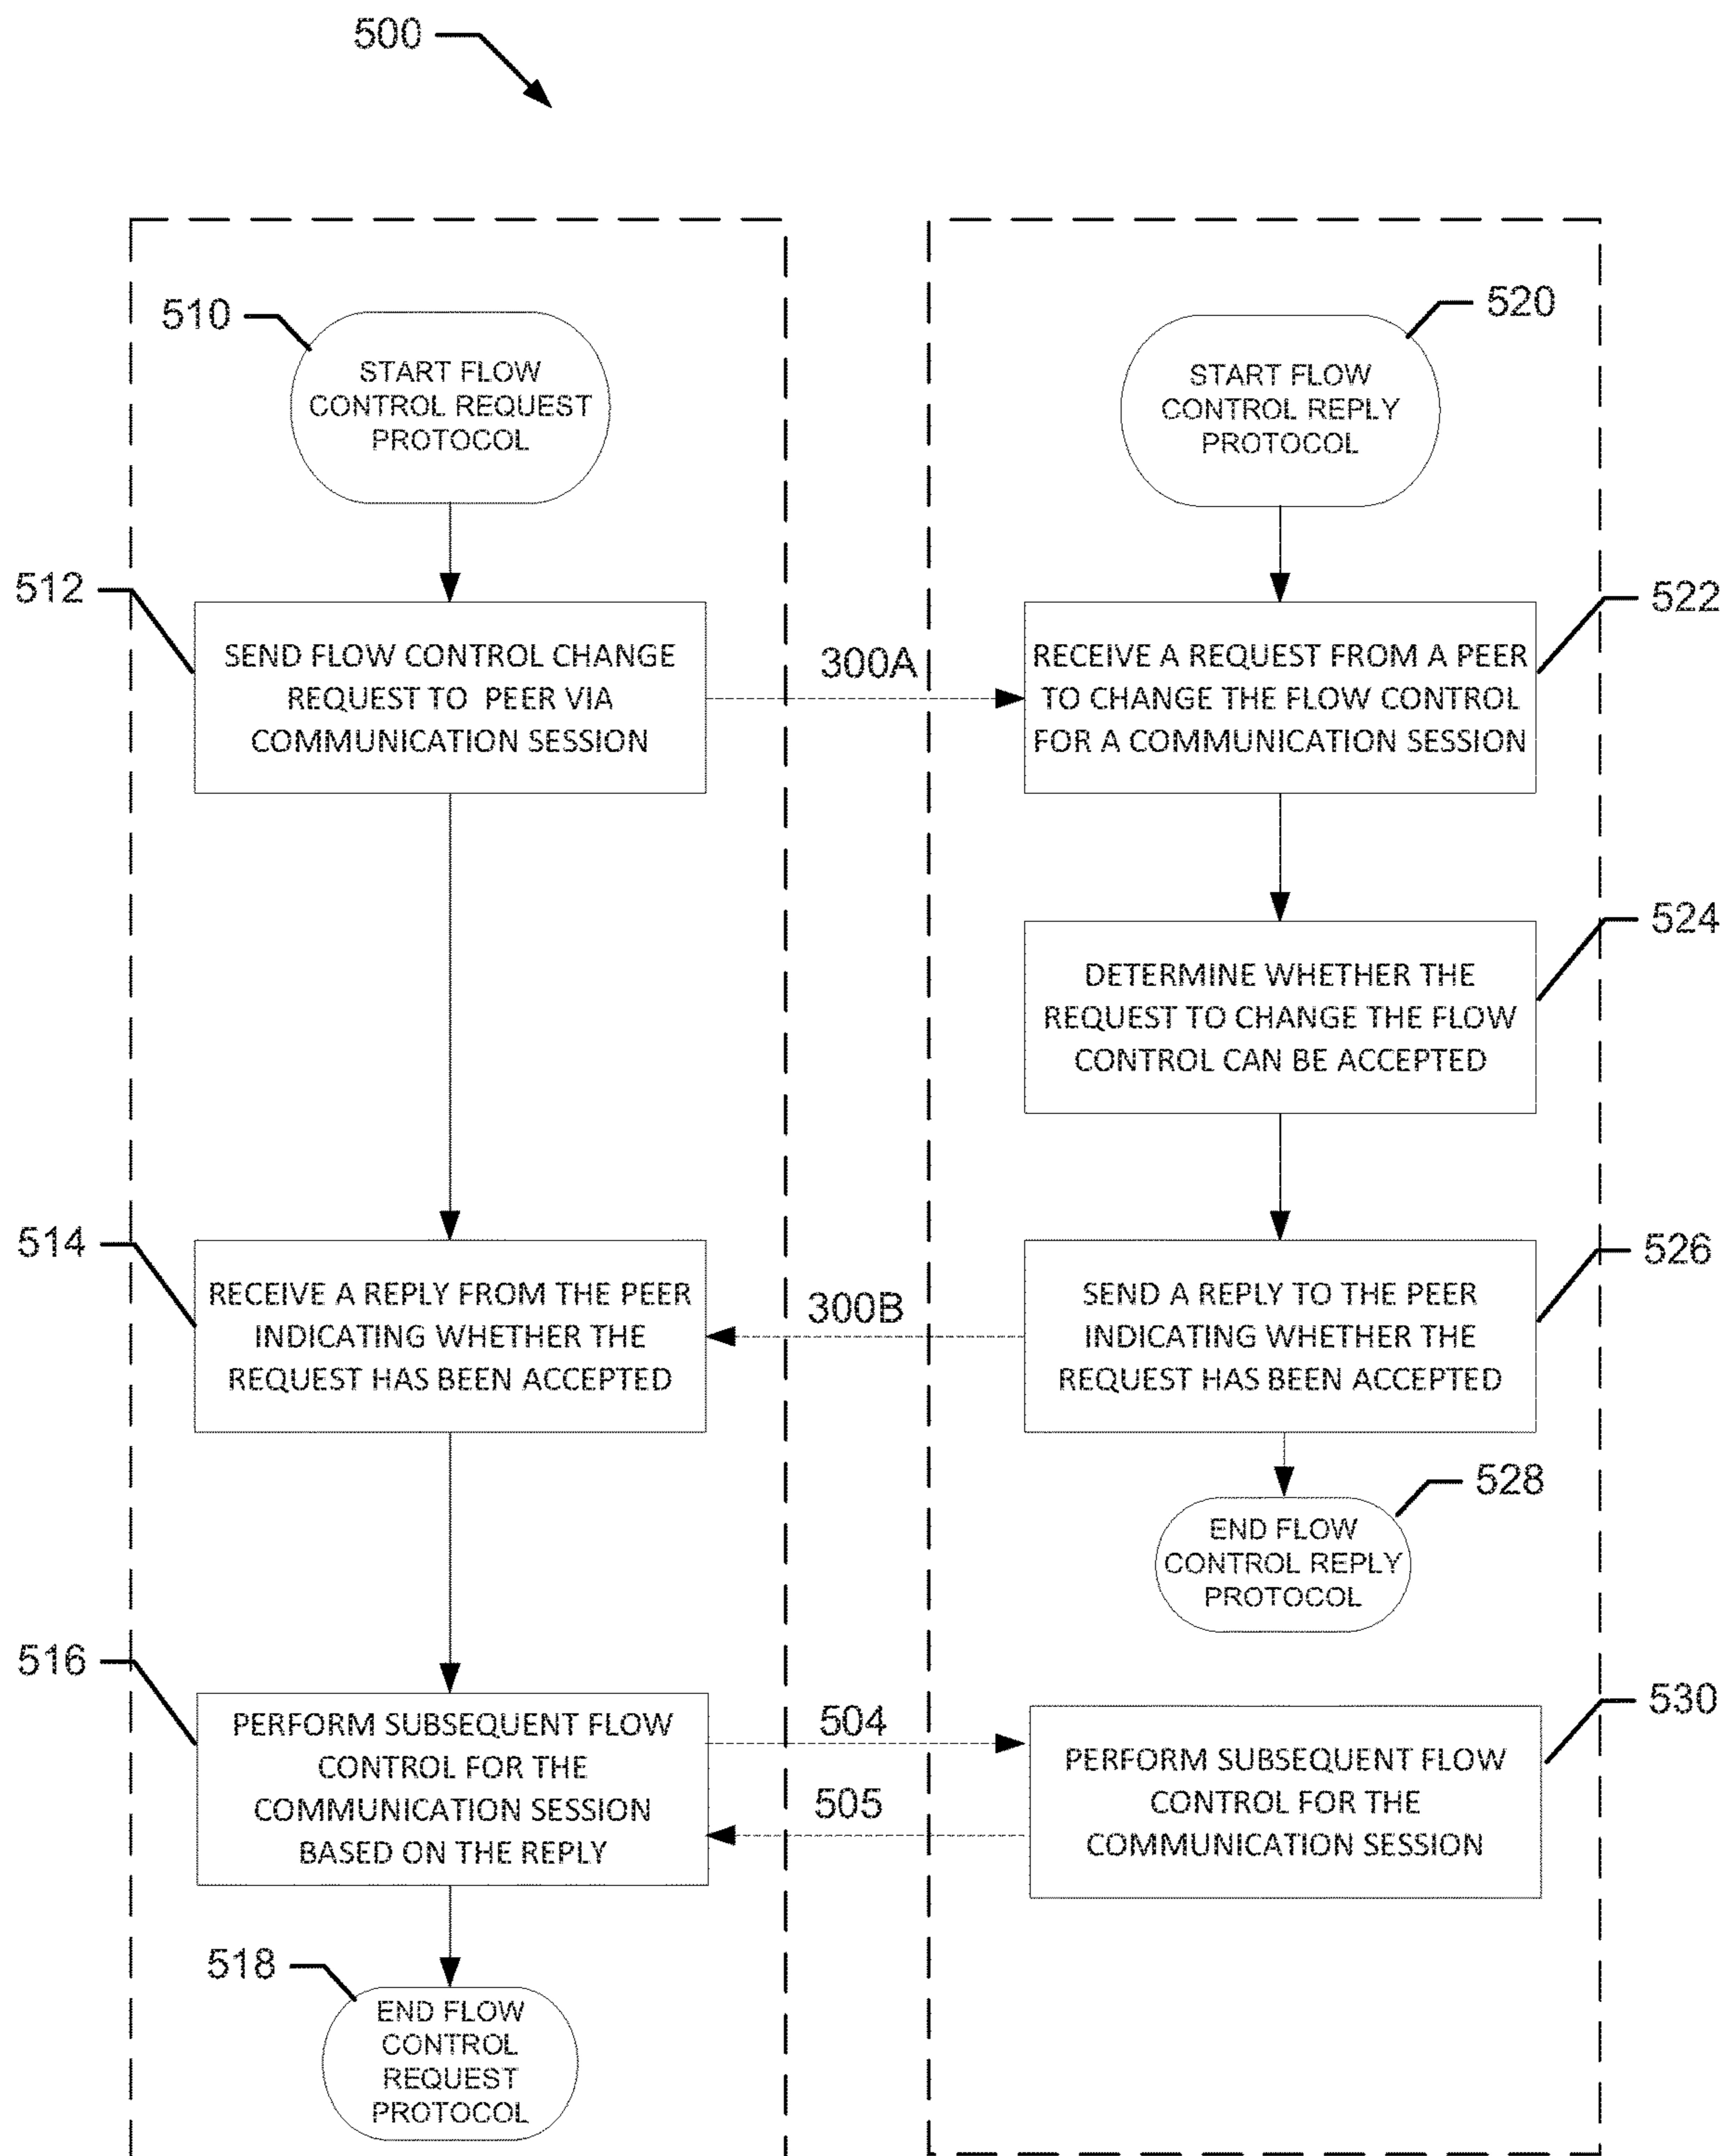 500
510
START FLOW
CONTROL REQUEST
PROTOCOL
520
START FLOW
CONTROL REPLY
PROTOCOL
512
SEND FLOW CONTROL CHANGE
REQUEST TO PEER VIA
COMMUNICATION SESSION
300A
522
RECEIVE A REQUEST FROM A PEER
TO CHANGE THE FLOW CONTROL
FOR A COMMUNICATION SESSION
524
DETERMINE WHETHER THE
REQUEST TO CHANGE THE FLOW
CONTROL CAN BE ACCEPTED
514
RECEIVE A REPLY FROM THE PEER
INDICATING WHETHER THE
REQUEST HAS BEEN ACCEPTED
300B
526
SEND A REPLY TO THE PEER
INDICATING WHETHER THE
REQUEST HAS BEEN ACCEPTED
528
END FLOW
CONTROL REPLY
PROTOCOL
516
PERFORM SUBSEQUENT FLOW
CONTROL FOR THE
COMMUNICATION SESSION
BASED ON THE REPLY
504
505
530
PERFORM SUBSEQUENT FLOW
CONTROL FOR THE
COMMUNICATION SESSION
518
END FLOW
CONTROL
REQUEST
PROTOCOL